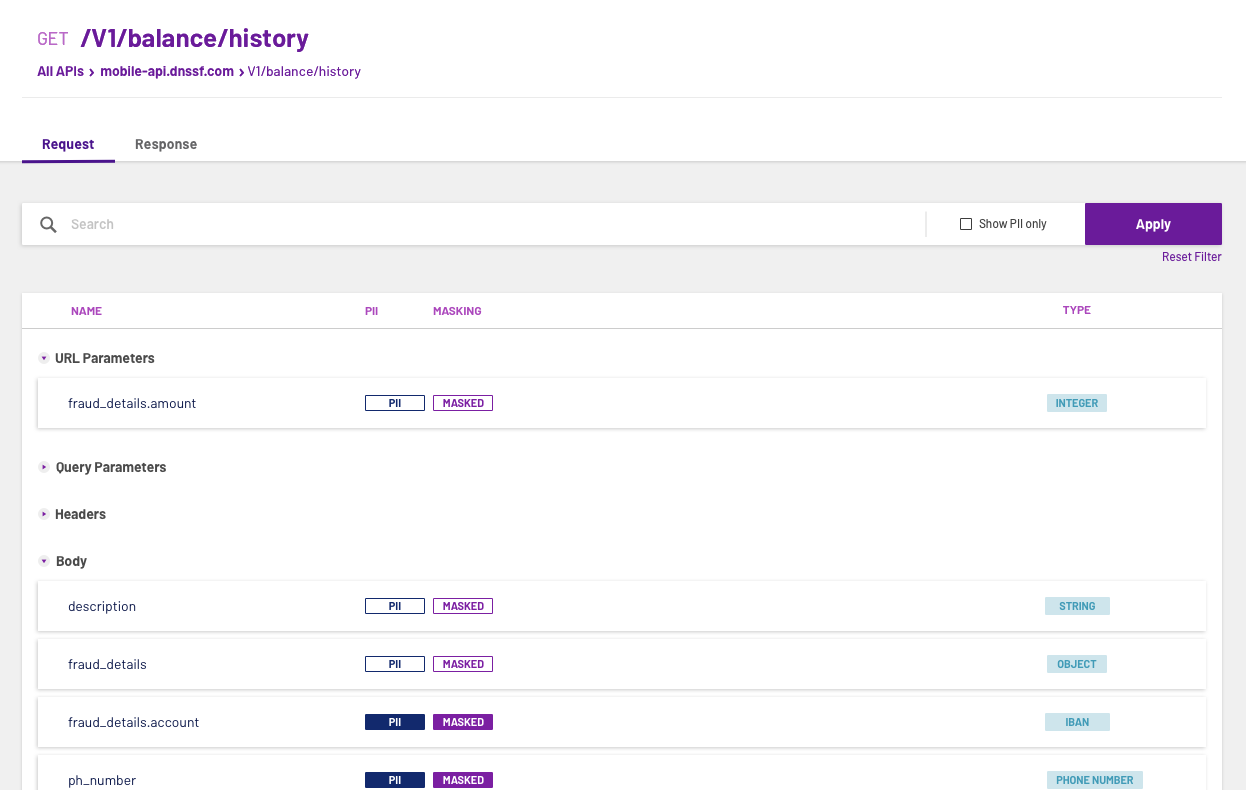 GET /V1/balance/history
All APIs › mobile-api.dnssf.com › V1/balance/history
Request Response
Search Show PII only Apply
Reset Filter
NAME PII MASKING TYPE
URL Parameters
fraud_details.amount PII MASKED INTEGER
Query Parameters
Headers
Body
description PII MASKED STRING
fraud_details PII MASKED OBJECT
fraud_details.account PII MASKED IBAN
ph_number PII MASKED PHONE NUMBER